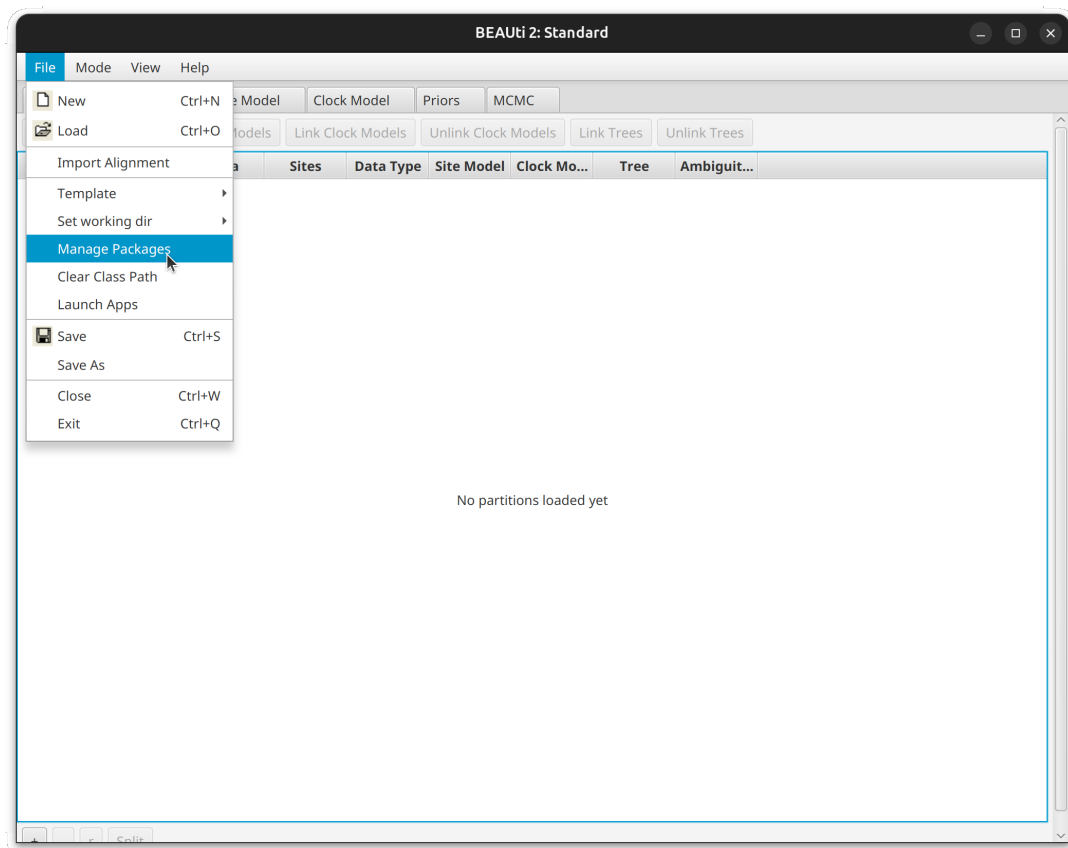 BEAUti 2: Standard
File Mode View Help
New Ctrl+N
e Model Clock Model Priors MCMC
Load Ctrl+O
Models Link Clock Models Unlink Clock Models Link Trees Unlink Trees
Import Alignment
a Sites Data Type Site Model Clock Mo... Tree Ambiguit...
Template
Set working dir
Manage Packages
Clear Class Path
Launch Apps
Save Ctrl+S
Save As
Close Ctrl+W
Exit Ctrl+Q
No partitions loaded yet
+ - r Split